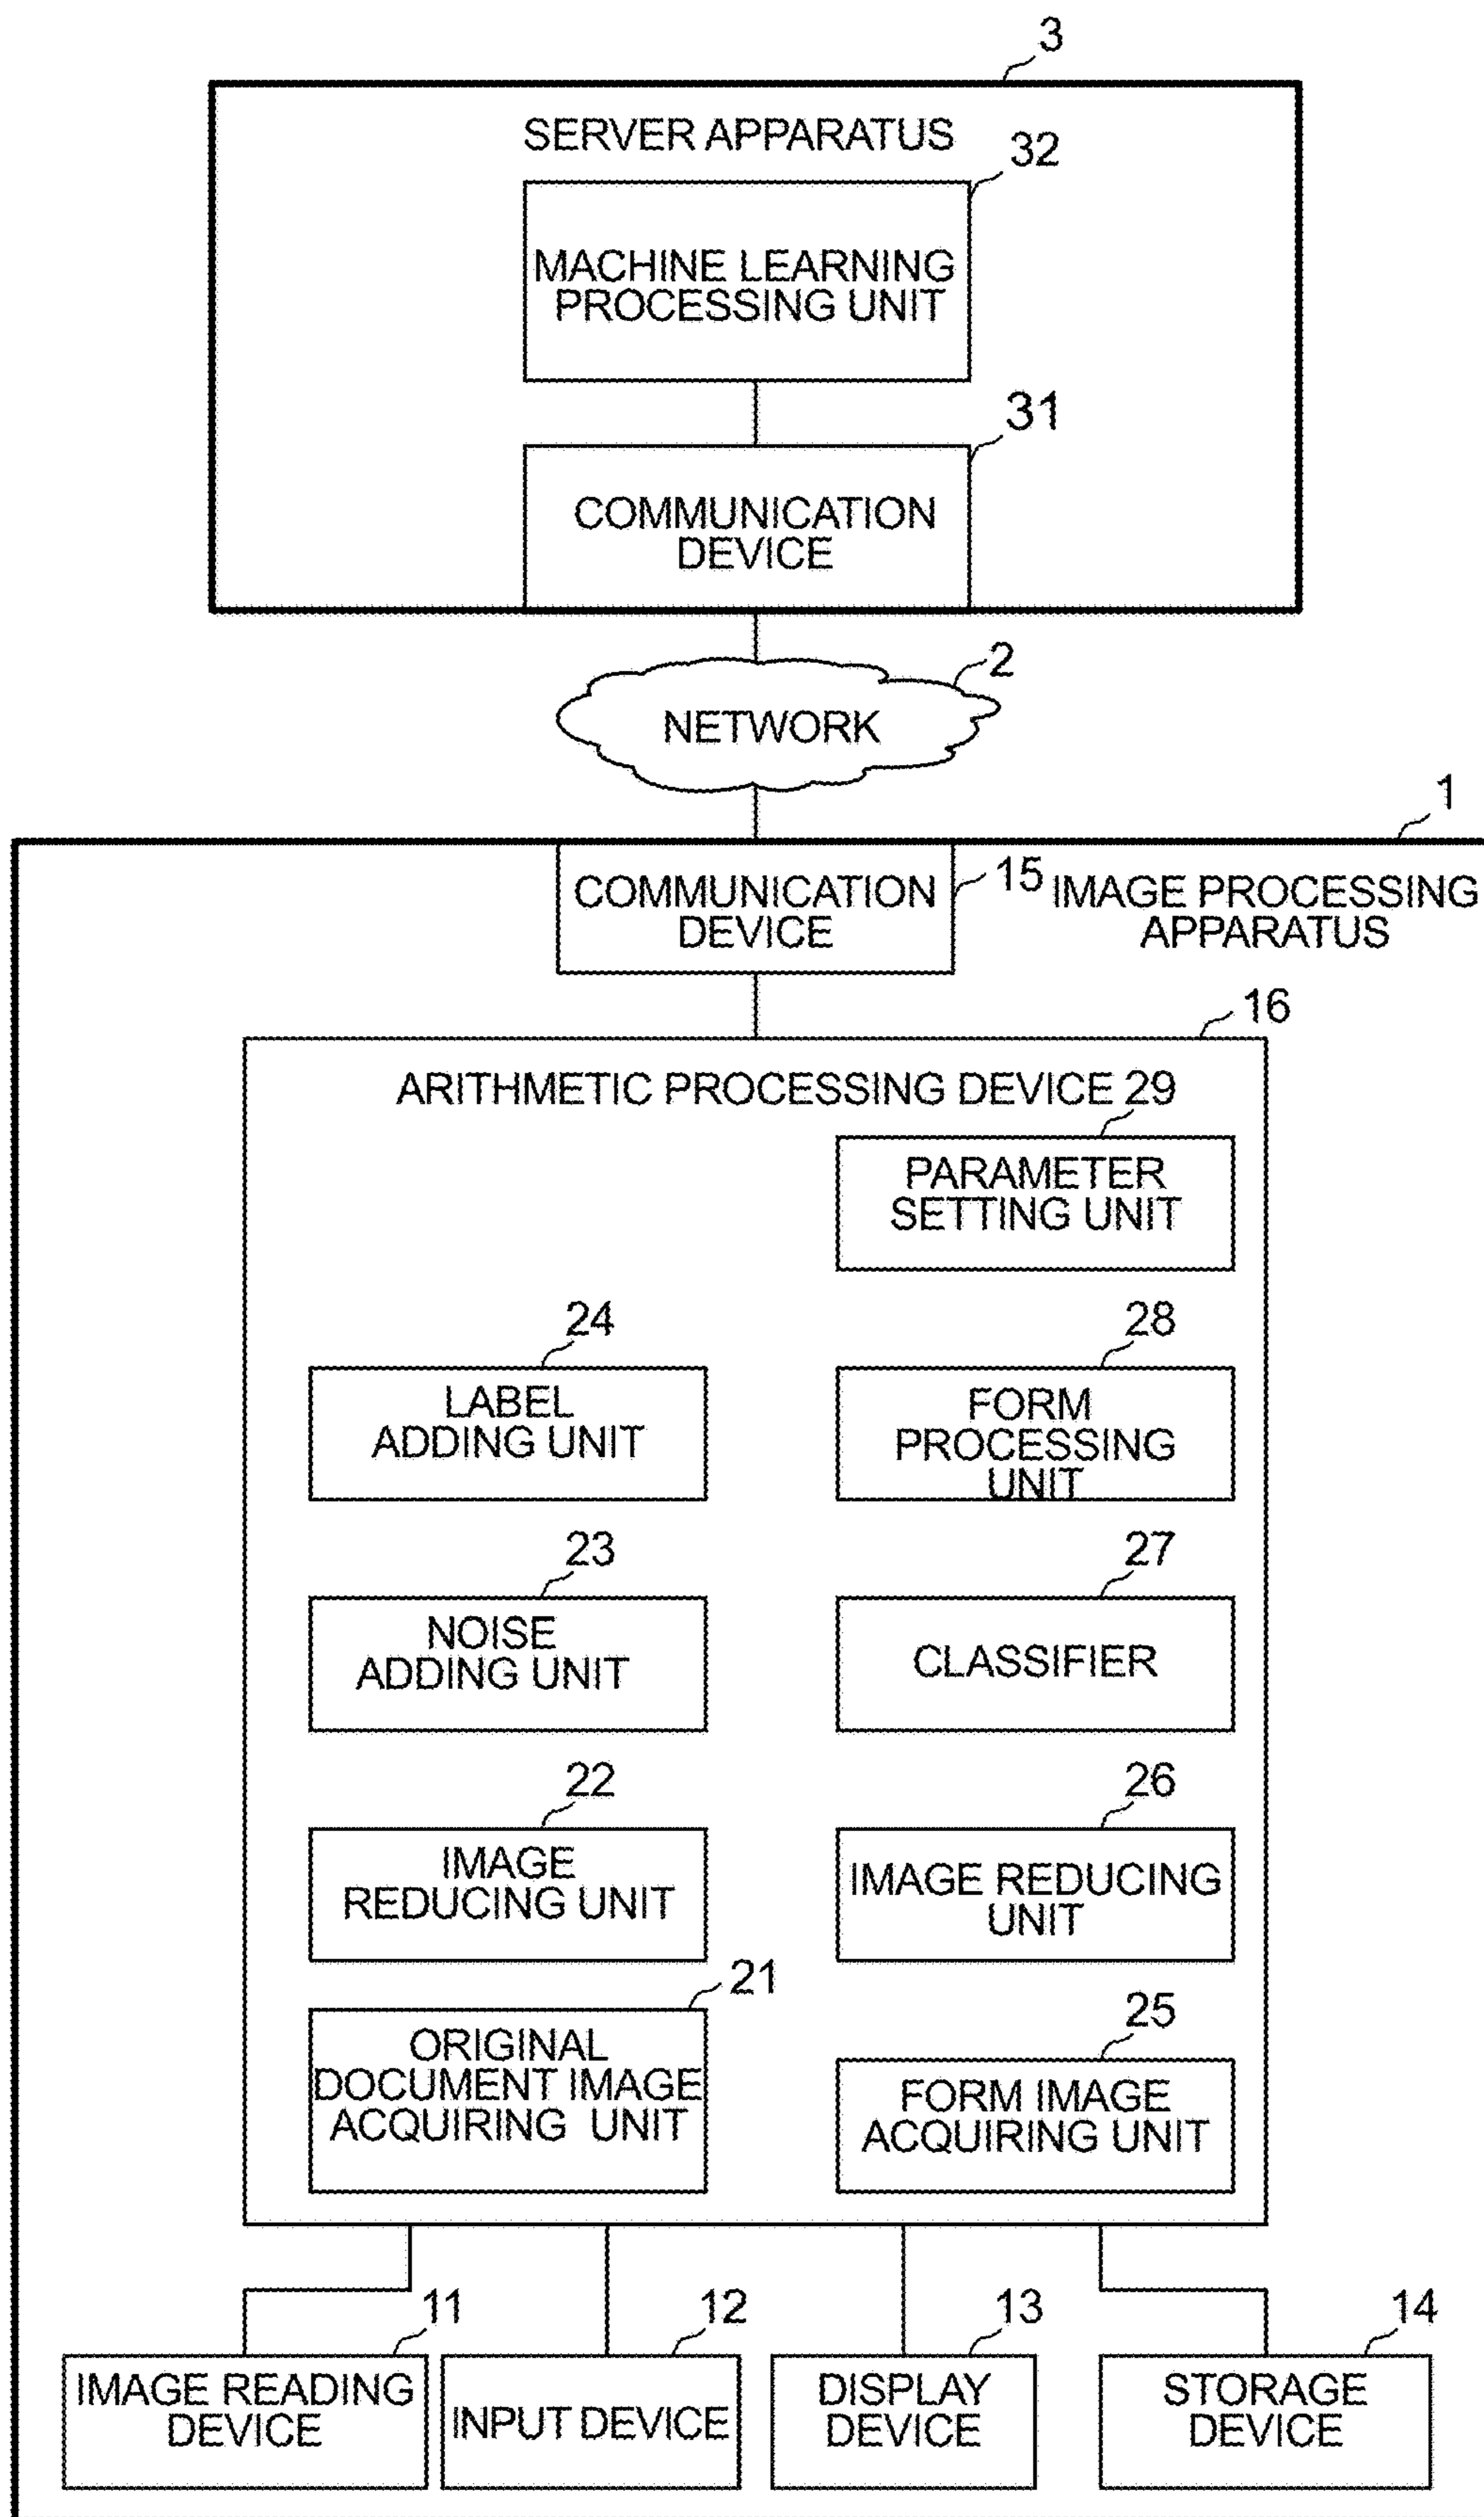 3
SERVER APPARATUS
32
MACHINE LEARNING
PROCESSING UNIT
31
COMMUNICATION
DEVICE
2
NETWORK
1
COMMUNICATION
DEVICE
15
IMAGE PROCESSING
APPARATUS
16
ARITHMETIC PROCESSING DEVICE
29
PARAMETER
SETTING UNIT
24
LABEL
ADDING UNIT
28
FORM
PROCESSING
UNIT
23
NOISE
ADDING UNIT
27
CLASSIFIER
22
IMAGE
REDUCING UNIT
26
IMAGE REDUCING
UNIT
21
ORIGINAL
DOCUMENT IMAGE
ACQUIRING UNIT
25
FORM IMAGE
ACQUIRING UNIT
11
IMAGE READING
DEVICE
12
INPUT DEVICE
13
DISPLAY
DEVICE
14
STORAGE
DEVICE